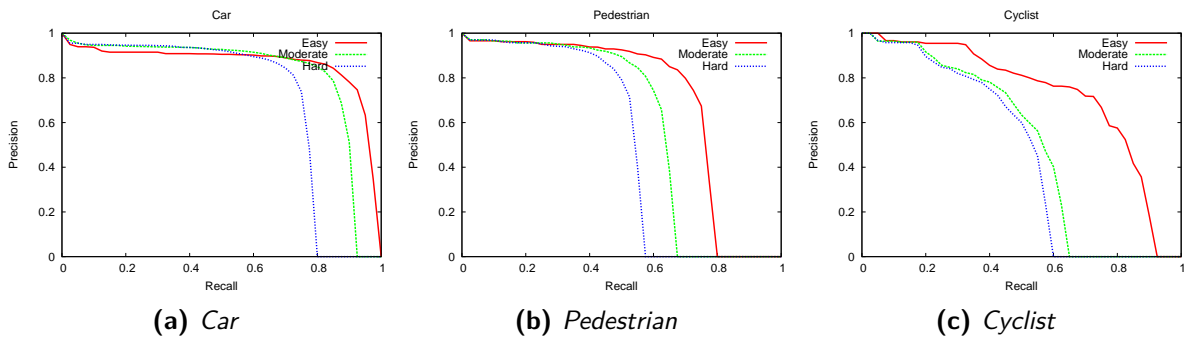 Car
Easy
Moderate
Hard
Precision
1
0.8
0.6
0.4
0.2
0
0 0.2 0.4 0.6 0.8 1
Recall
(a) Car
Pedestrian
Easy
Moderate
Hard
Precision
1
0.8
0.6
0.4
0.2
0
0 0.2 0.4 0.6 0.8 1
Recall
(b) Pedestrian
Cyclist
Easy
Moderate
Hard
Precision
1
0.8
0.6
0.4
0.2
0
0 0.2 0.4 0.6 0.8 1
Recall
(c) Cyclist